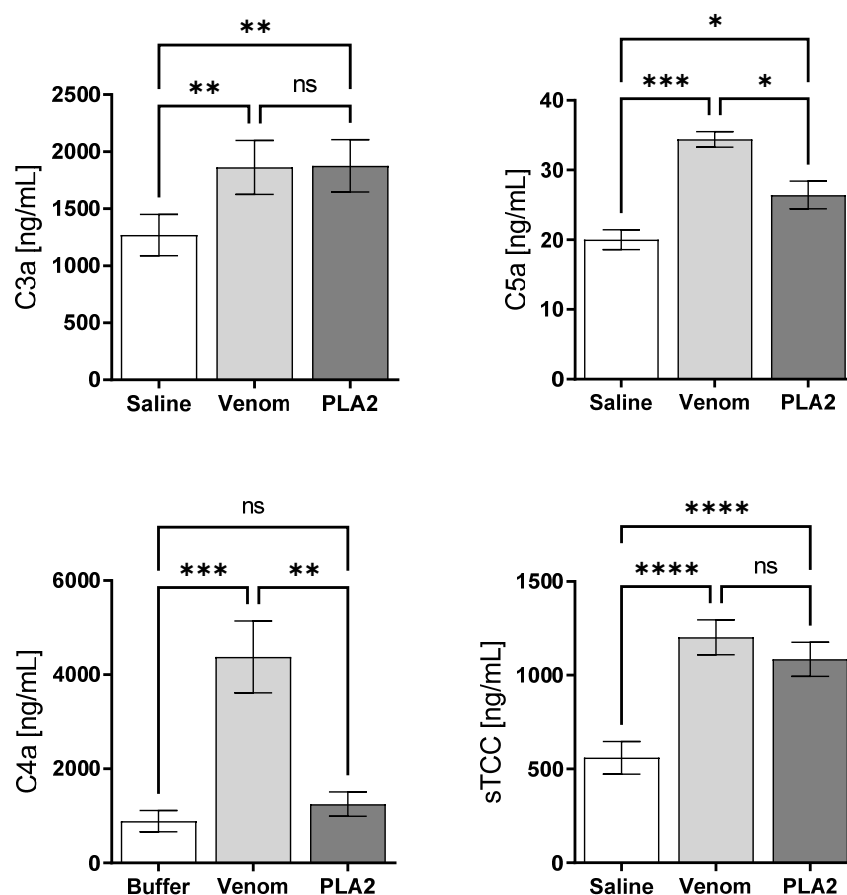 **
** ns
2500
2000
1500
1000
500
0
C3a [ng/mL]
Saline Venom PLA2
*
*** *
40
30
20
10
0
C5a [ng/mL]
Saline Venom PLA2
ns
*** **
6000
4000
2000
0
C4a [ng/mL]
Buffer Venom PLA2
****
**** ns
1500
1000
500
0
sTCC [ng/mL]
Saline Venom PLA2